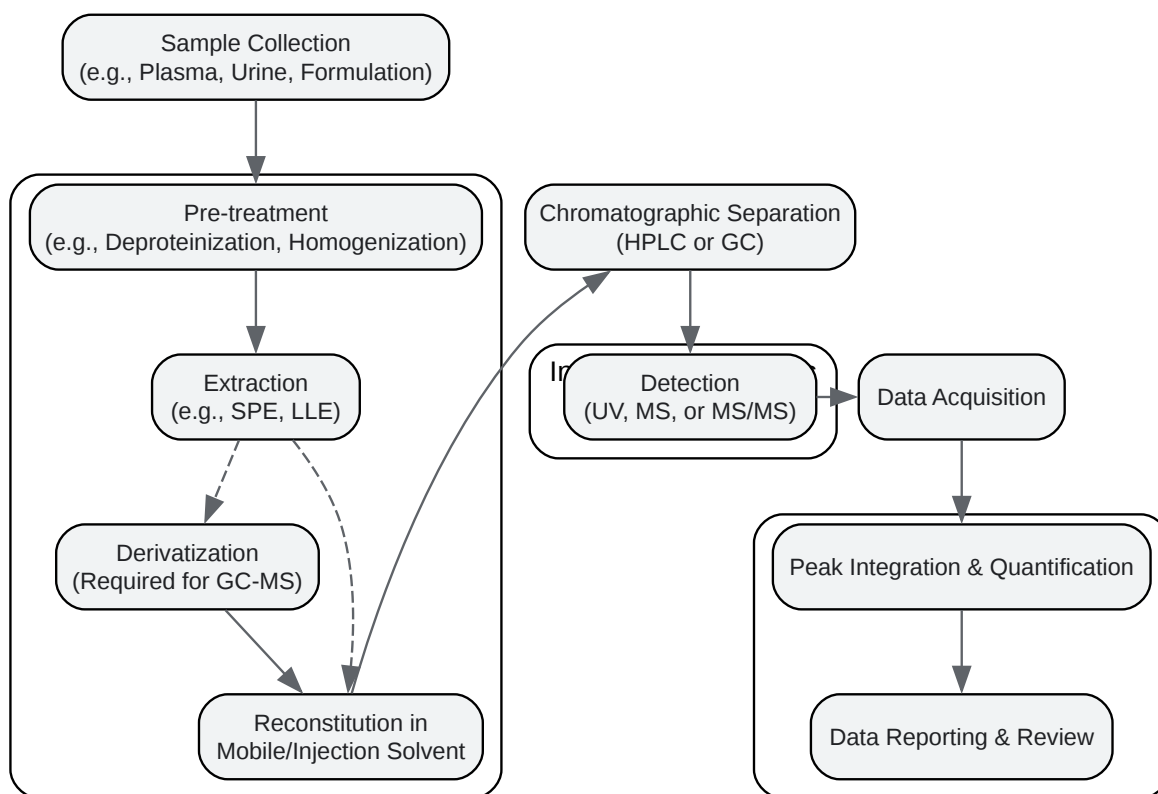 Sample Collection
(e.g., Plasma, Urine, Formulation)
Pre-treatment
(e.g., Deproteinization, Homogenization)
Extraction
(e.g., SPE, LLE)
Derivatization
(Required for GC-MS)
Reconstitution in
Mobile/Injection Solvent
Chromatographic Separation
(HPLC or GC)
Detection
(UV, MS, or MS/MS)
Data Acquisition
Peak Integration & Quantification
Data Reporting & Review